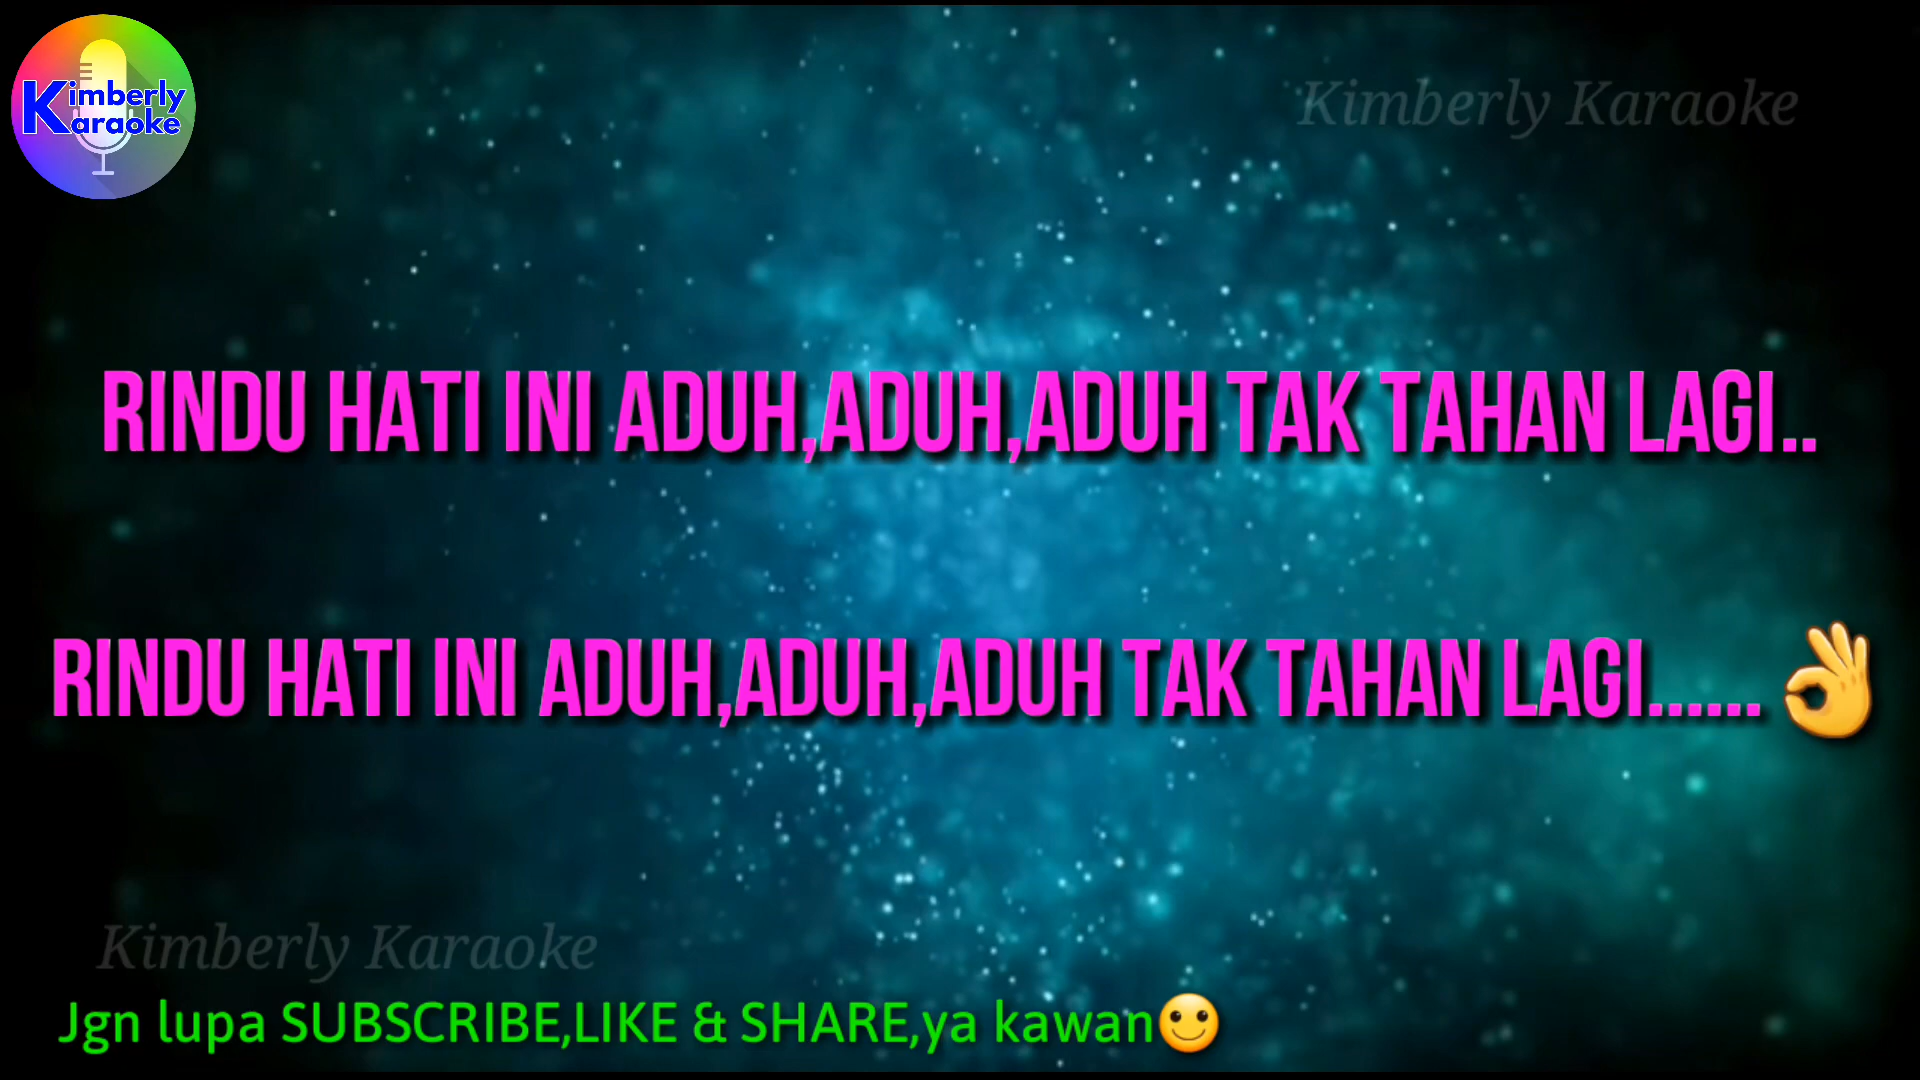 Kimberly
Karaoke
Kimberly Karaoke
RINDU HATI INI ADUH,ADUH,ADUH TAK TAHAN LAGI..
RINDU HATI INI ADUH,ADUH,ADUH TAK TAHAN LAGI...... 👌
Kimberly Karaoke
Jgn lupa SUBSCRIBE,LIKE & SHARE,ya kawan🙂